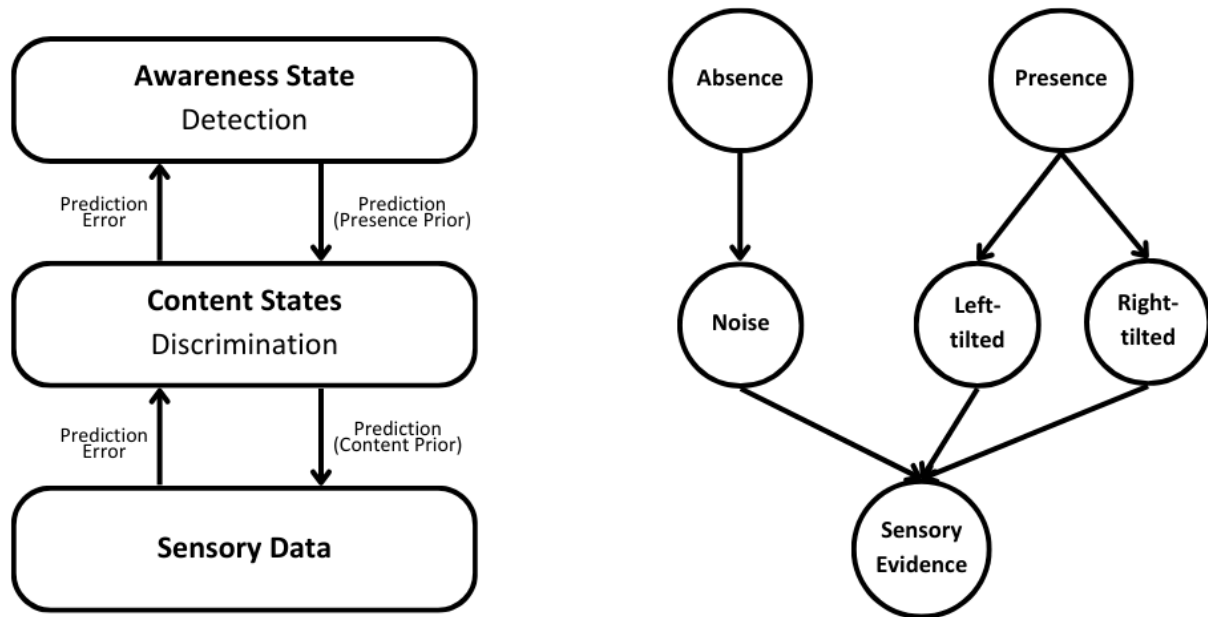 Awareness State
Detection
Prediction
Error
Prediction
(Presence Prior)
Content States
Discrimination
Prediction
Error
Prediction
(Content Prior)
Sensory Data
Absence
Presence
Noise
Left-
tilted
Right-
tilted
Sensory
Evidence